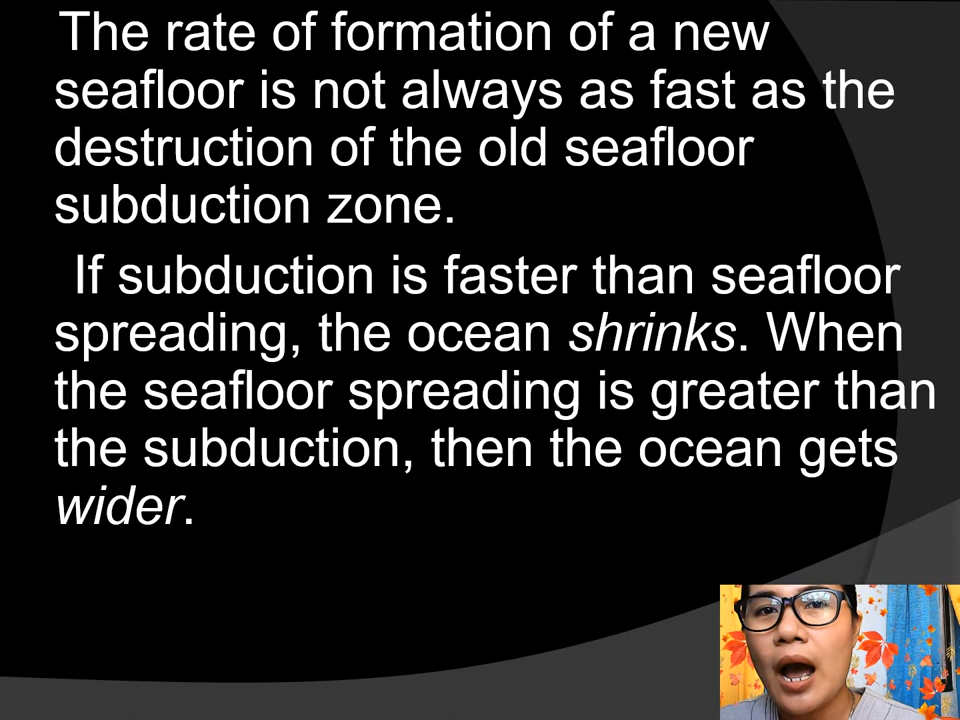 The rate of formation of a new
seafloor is not always as fast as the
destruction of the old seafloor
subduction zone.
If subduction is faster than seafloor
spreading, the ocean shrinks. When
the seafloor spreading is greater than
the subduction, then the ocean gets
wider.